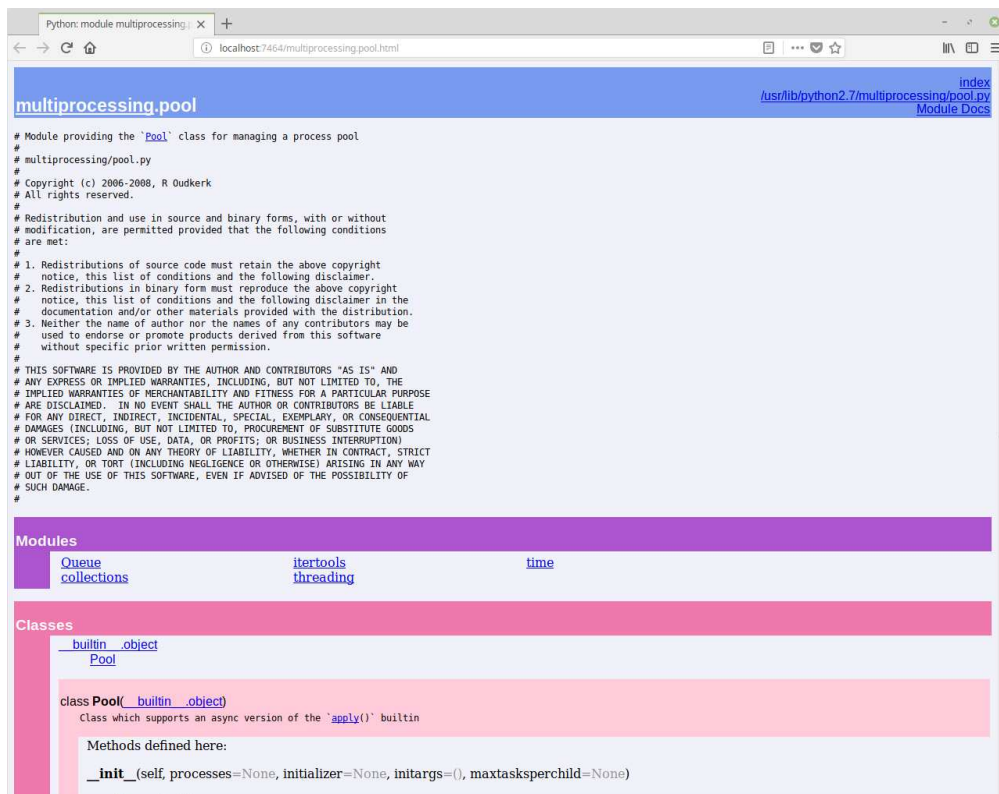 Python: module multiprocessing.
localhost:7464/multiprocessing.pool.html
index
/usr/lib/python2.7/multiprocessing/pool.py
multiprocessing.pool
Module Docs
# Module providing the `Pool` class for managing a process pool
#
# multiprocessing/pool.py
#
# Copyright (c) 2006-2008, R Oudkerk
# All rights reserved.
#
# Redistribution and use in source and binary forms, with or without
# modification, are permitted provided that the following conditions
# are met:
#
# 1. Redistributions of source code must retain the above copyright
#    notice, this list of conditions and the following disclaimer.
# 2. Redistributions in binary form must reproduce the above copyright
#    notice, this list of conditions and the following disclaimer in the
#    documentation and/or other materials provided with the distribution.
# 3. Neither the name of author nor the names of any contributors may be
#    used to endorse or promote products derived from this software
#    without specific prior written permission.
#
# THIS SOFTWARE IS PROVIDED BY THE AUTHOR AND CONTRIBUTORS "AS IS" AND
# ANY EXPRESS OR IMPLIED WARRANTIES, INCLUDING, BUT NOT LIMITED TO, THE
# IMPLIED WARRANTIES OF MERCHANTABILITY AND FITNESS FOR A PARTICULAR PURPOSE
# ARE DISCLAIMED.  IN NO EVENT SHALL THE AUTHOR OR CONTRIBUTORS BE LIABLE
# FOR ANY DIRECT, INDIRECT, INCIDENTAL, SPECIAL, EXEMPLARY, OR CONSEQUENTIAL
# DAMAGES (INCLUDING, BUT NOT LIMITED TO, PROCUREMENT OF SUBSTITUTE GOODS
# OR SERVICES; LOSS OF USE, DATA, OR PROFITS; OR BUSINESS INTERRUPTION)
# HOWEVER CAUSED AND ON ANY THEORY OF LIABILITY, WHETHER IN CONTRACT, STRICT
# LIABILITY, OR TORT (INCLUDING NEGLIGENCE OR OTHERWISE) ARISING IN ANY WAY
# OUT OF THE USE OF THIS SOFTWARE, EVEN IF ADVISED OF THE POSSIBILITY OF
# SUCH DAMAGE.
#
Modules
Queue itertools time
collections threading
Classes
__builtin__.object
Pool
class Pool(__builtin__.object)
Class which supports an async version of the `apply()` builtin
Methods defined here:
__init__(self, processes=None, initializer=None, initargs=(), maxtasksperchild=None)